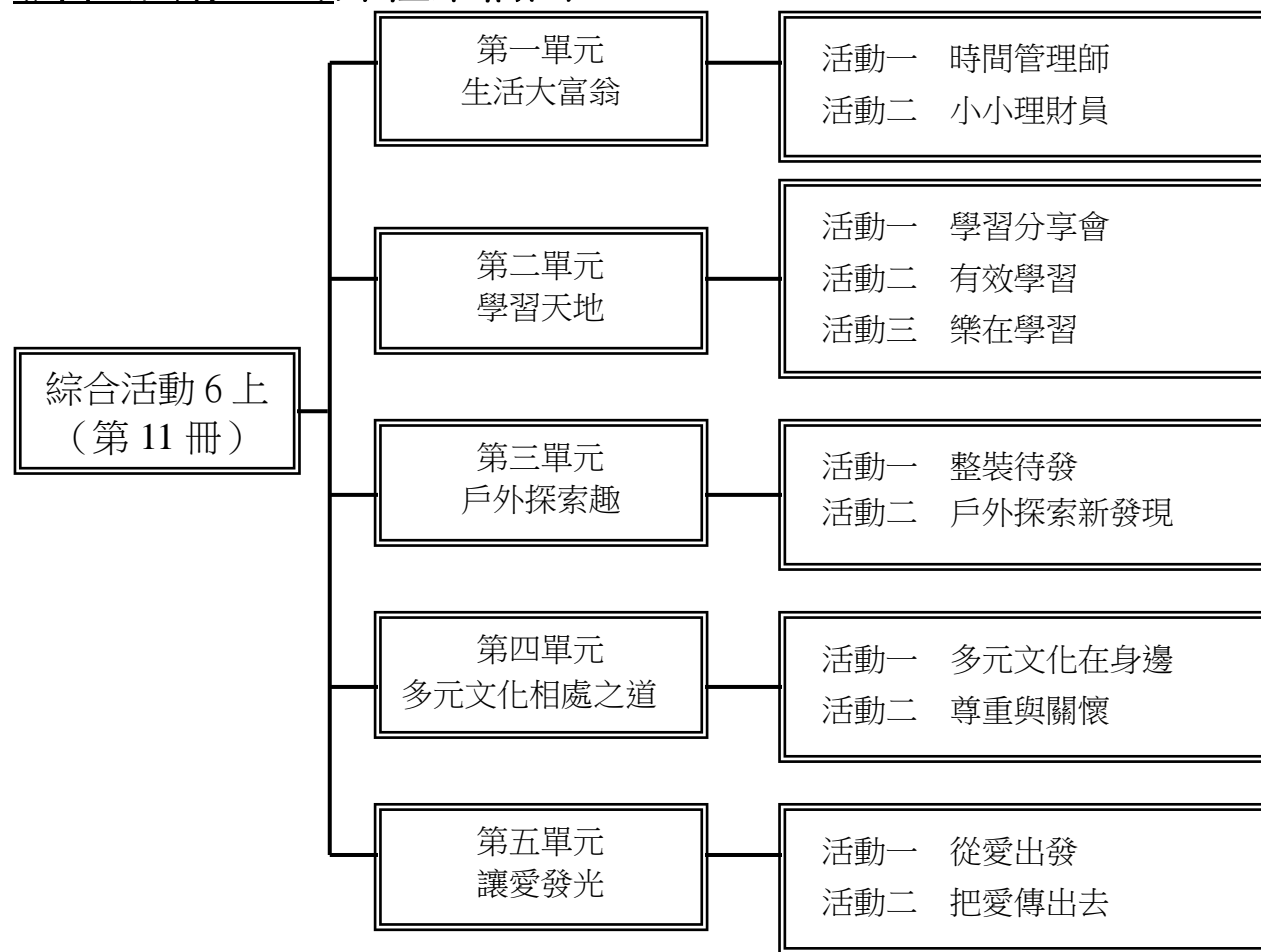 綜合活動 6 上
（第 11 冊）
第一單元
生活大富翁
活動一　時間管理師
活動二　小小理財員
第二單元
學習天地
活動一　學習分享會
活動二　有效學習
活動三　樂在學習
第三單元
戶外探索趣
活動一　整裝待發
活動二　戶外探索新發現
第四單元
多元文化相處之道
活動一　多元文化在身邊
活動二　尊重與關懷
第五單元
讓愛發光
活動一　從愛出發
活動二　把愛傳出去